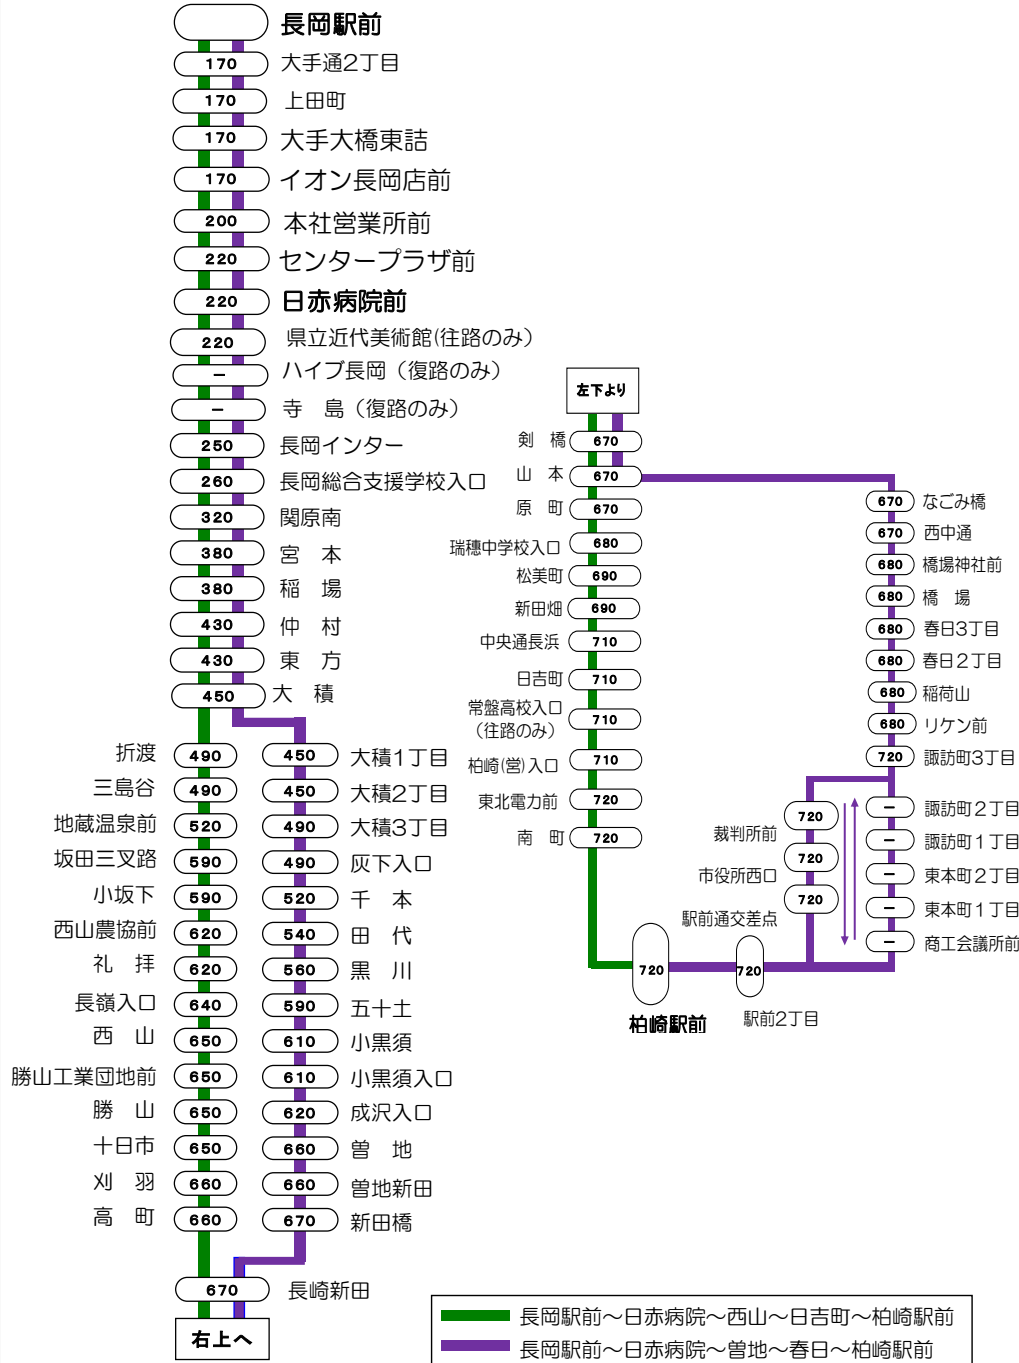 長岡駅前
170 大手通2丁目
170 上田町
170 大手大橋東詰
170 イオン長岡店前
200 本社営業所前
220 センタープラザ前
220 日赤病院前
220 県立近代美術館(往路のみ)
－ ハイブ長岡（復路のみ）
－ 寺　島（復路のみ）
250 長岡インター
260 長岡総合支援学校入口
320 関原南
380 宮　本
380 稲　場
430 仲　村
430 東　方
450 大　積
折渡 490
三島谷 490
地蔵温泉前 520
坂田三叉路 590
小坂下 590
西山農協前 620
礼　拝 620
長嶺入口 640
西　山 650
勝山工業団地前 650
勝　山 650
十日市 650
刈　羽 660
高　町 660
450 大積1丁目
450 大積2丁目
490 大積3丁目
490 灰下入口
520 千　本
540 田　代
560 黒　川
590 五十土
610 小黒須
610 小黒須入口
620 成沢入口
660 曽　地
660 曽地新田
670 新田橋
670 長崎新田
右上へ
左下より
剣　橋 670
山　本 670
原　町 670
瑞穂中学校入口 680
松美町 690
新田畑 690
中央通長浜 710
日吉町 710
常盤高校入口
（往路のみ） 710
柏崎(営)入口 710
東北電力前 720
南　町 720
720
柏崎駅前
670 なごみ橋
670 西中通
680 橋場神社前
680 橋　場
680 春日3丁目
680 春日2丁目
680 稲荷山
680 リケン前
720 諏訪町3丁目
－ 諏訪町2丁目
－ 諏訪町1丁目
－ 東本町2丁目
－ 東本町1丁目
－ 商工会議所前
720
裁判所前
720
市役所西口
720
駅前通交差点
720
駅前2丁目
長岡駅前～日赤病院～西山～日吉町～柏崎駅前
長岡駅前～日赤病院～曽地～春日～柏崎駅前